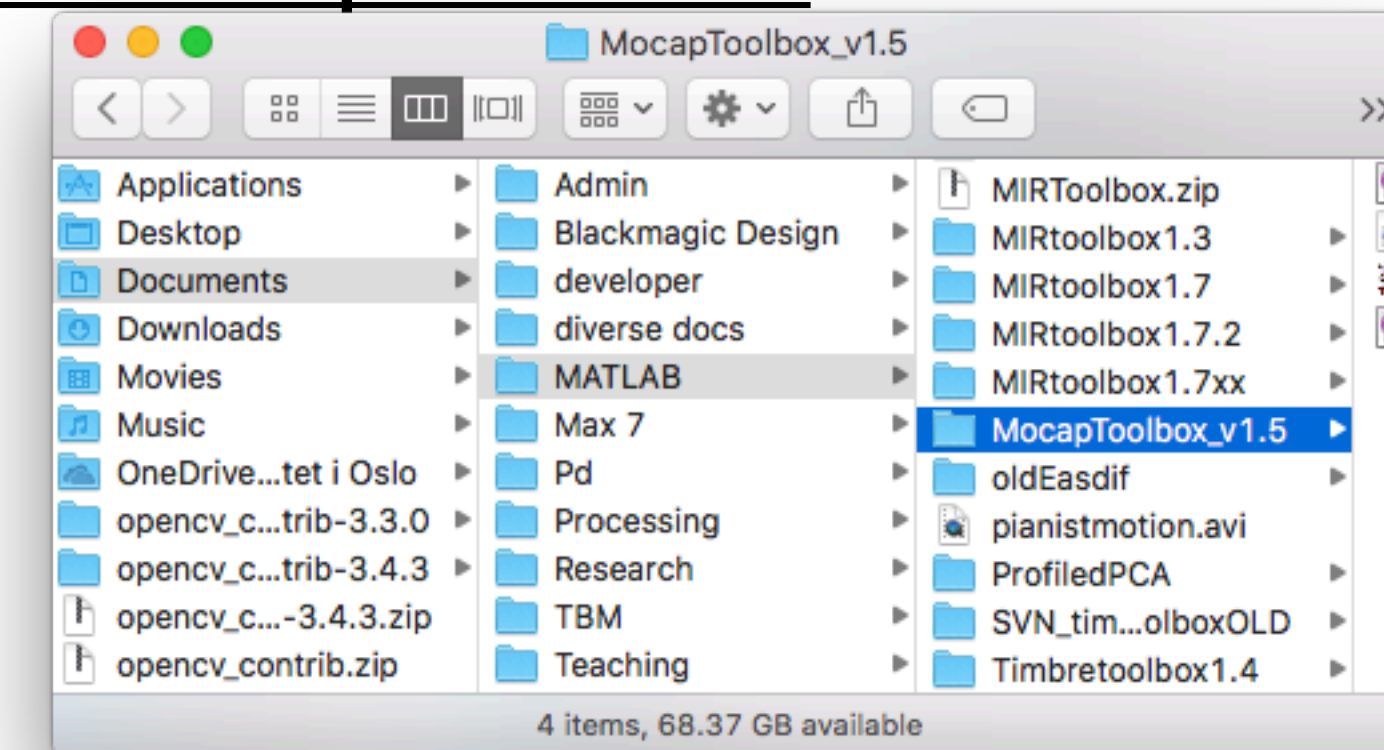 MocapToolbox_v1.5
Applications
Desktop
Documents
Downloads
Movies
Music
OneDrive...tet i Oslo
opencv_c...trib-3.3.0
opencv_c...trib-3.4.3
opencv_c...-3.4.3.zip
opencv_contrib.zip
Admin
Blackmagic Design
developer
diverse docs
MATLAB
Max 7
Pd
Processing
Research
TBM
Teaching
MIRToolbox.zip
MIRtoolbox1.3
MIRtoolbox1.7
MIRtoolbox1.7.2
MIRtoolbox1.7xx
MocapToolbox_v1.5
oldEasdif
pianistmotion.avi
ProfiledPCA
SVN_tim...olboxOLD
Timbretoolbox1.4
4 items, 68.37 GB available